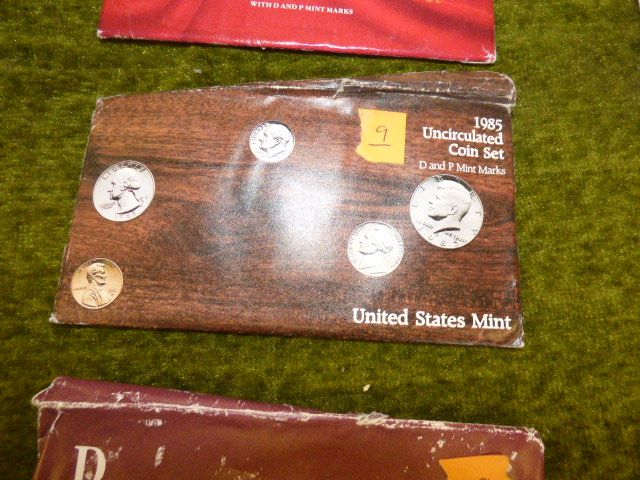 WITH D AND P MINT MARKS
9
1985
Uncirculated
Coin Set
D and P Mint Marks
United States Mint
D